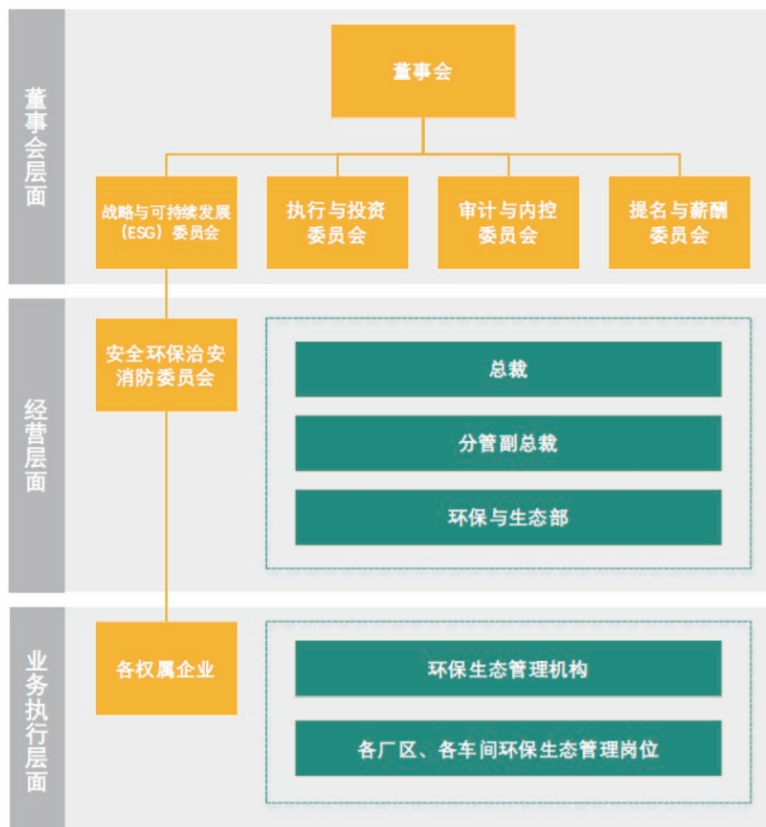 董事会层面
董事会
战略与可持续发展
（ESG）委员会
执行与投资
委员会
审计与内控
委员会
提名与薪酬
委员会
经营层面
安全环保治安
消防委员会
总裁
分管副总裁
环保与生态部
业务执行层面
各权属企业
环保生态管理机构
各厂区、各车间环保生态管理岗位